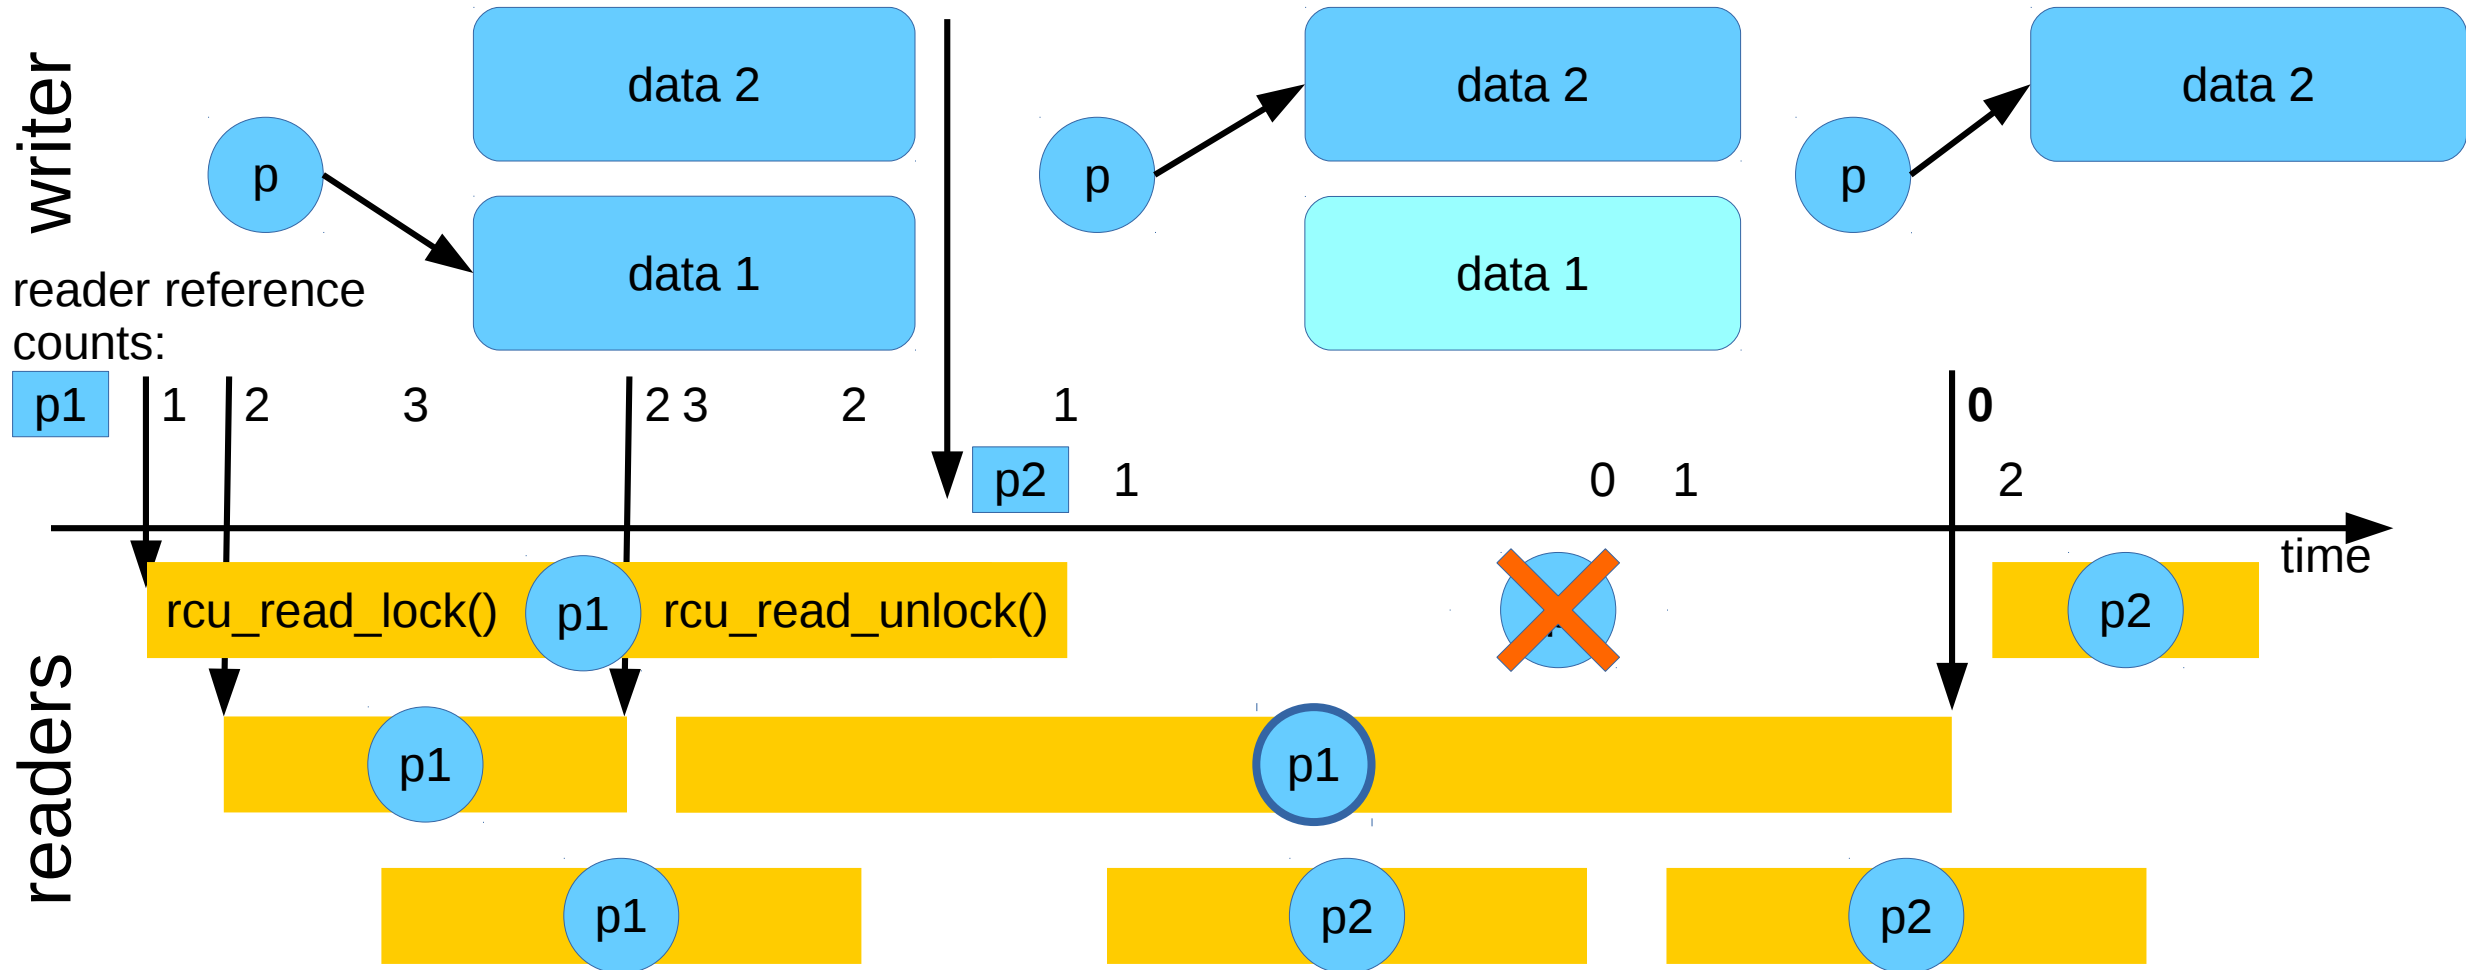 writer
data 2
data 2
data 2
p
p
p
data 1
data 1
reader reference
counts:
p1 1 2 3 2 3 2 1 0
p2 1 0 1 2
time
readers
rcu_read_lock() p1 rcu_read_unlock()
p2
p1
p1
p1
p2
p2